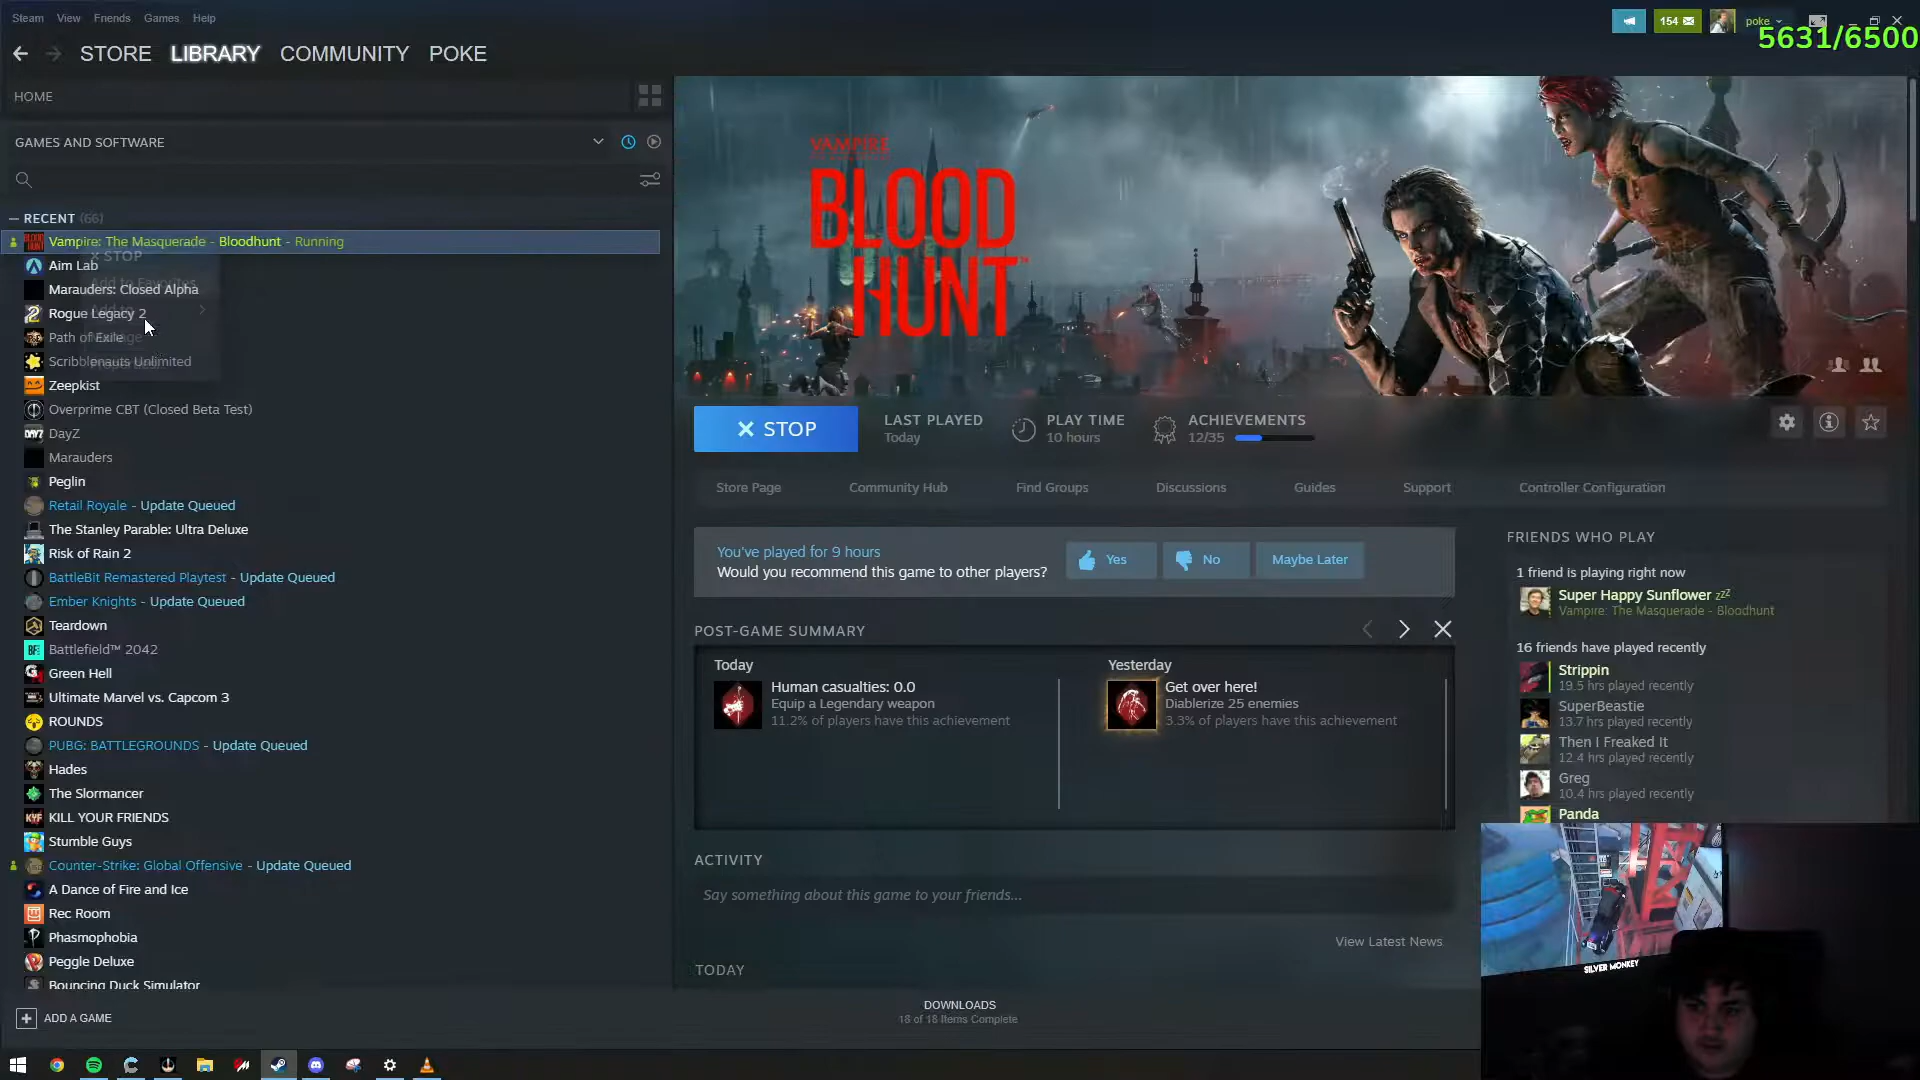 Steam View Friends Games Help
154
poke
5631/6500
STORE LIBRARY COMMUNITY POKE
HOME
GAMES AND SOFTWARE
RECENT (66)
Vampire: The Masquerade - Bloodhunt - Running
STOP
Aim Lab
Add to Favorites
Marauders: Closed Alpha
Add to
Rogue Legacy 2
Path of Exile
Manage
Scribblenauts Unlimited
Properties...
Zeepkist
Overprime CBT (Closed Beta Test)
DayZ
Marauders
Peglin
Retail Royale - Update Queued
The Stanley Parable: Ultra Deluxe
Risk of Rain 2
BattleBit Remastered Playtest - Update Queued
Ember Knights - Update Queued
Teardown
Battlefield™ 2042
Green Hell
Ultimate Marvel vs. Capcom 3
ROUNDS
PUBG: BATTLEGROUNDS - Update Queued
Hades
The Slormancer
KILL YOUR FRIENDS
Stumble Guys
Counter-Strike: Global Offensive - Update Queued
A Dance of Fire and Ice
Rec Room
Phasmophobia
Peggle Deluxe
Bouncing Duck Simulator
ADD A GAME
VAMPIRE
BLOOD
HUNT™
STOP
LAST PLAYED
Today
PLAY TIME
10 hours
ACHIEVEMENTS
12/35
Store Page Community Hub Find Groups Discussions Guides Support Controller Configuration
You've played for 9 hours
Would you recommend this game to other players?
Yes No Maybe Later
POST-GAME SUMMARY
Today
Human casualties: 0.0
Equip a Legendary weapon
11.2% of players have this achievement
Yesterday
Get over here!
Diablerize 25 enemies
3.3% of players have this achievement
ACTIVITY
Say something about this game to your friends...
View Latest News
TODAY
FRIENDS WHO PLAY
1 friend is playing right now
Super Happy Sunflower zzZ
Vampire: The Masquerade - Bloodhunt
16 friends have played recently
Strippin
19.5 hrs played recently
SuperBeastie
13.7 hrs played recently
Then I Freaked It
12.4 hrs played recently
Greg
10.4 hrs played recently
Panda
SILVER MONKEY
DOWNLOADS
18 of 18 Items Complete